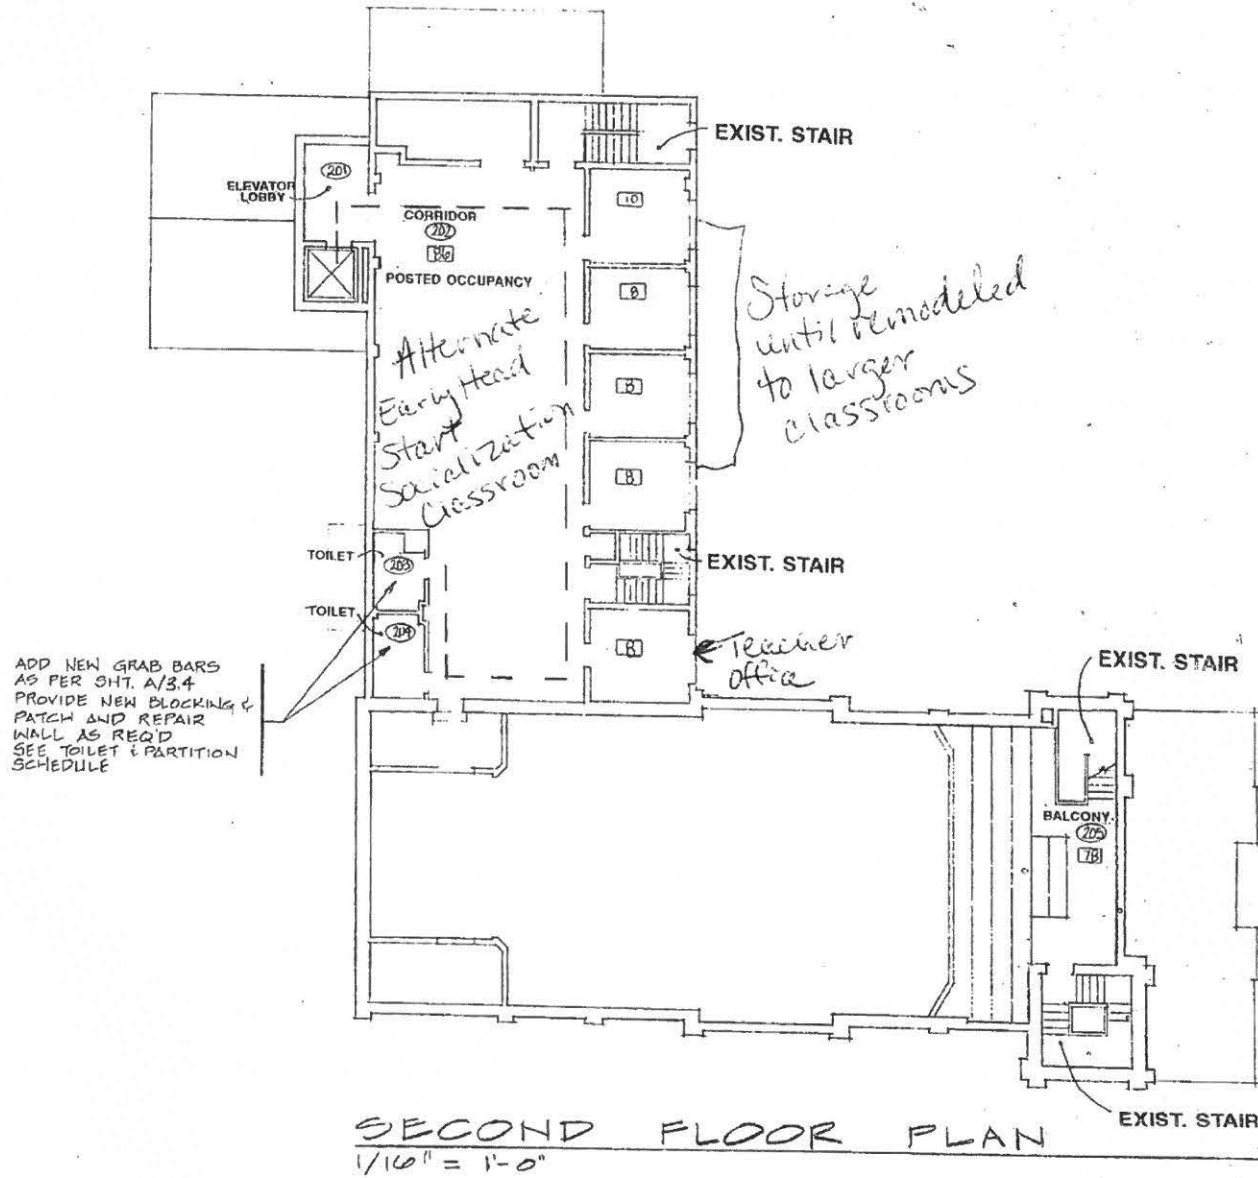 EXIST. STAIR
201
ELEVATOR
LOBBY
10
CORRIDOR
202
POSTED OCCUPANCY
8
Storage
until remodeled
to larger
classrooms
Alternate
Early Head
Start
Socialization
Classroom
8
8
TOILET
203
EXIST. STAIR
TOILET
204
8
Teacher
office
ADD NEW GRAB BARS
AS PER SHT. A/3.4
PROVIDE NEW BLOCKING &
PATCH AND REPAIR
WALL AS REQ'D
SEE TOILET & PARTITION
SCHEDULE
EXIST. STAIR
BALCONY
205
78
EXIST. STAIR
SECOND FLOOR PLAN
1/16" = 1'-0"